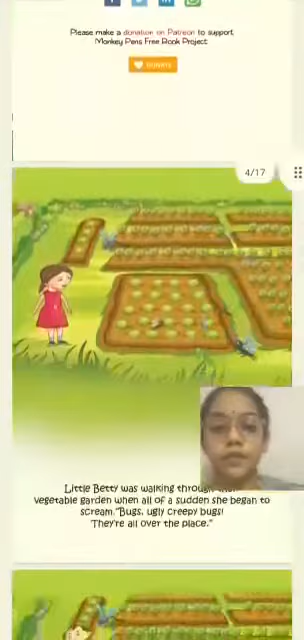 Please make a donation on Patreon to support
Monkey Pens Free Book Project
DONATE
4/17
Little Betty was walking through
vegetable garden when all of a sudden she began to
scream. "Bugs, ugly creepy bugs!
They're all over the place."